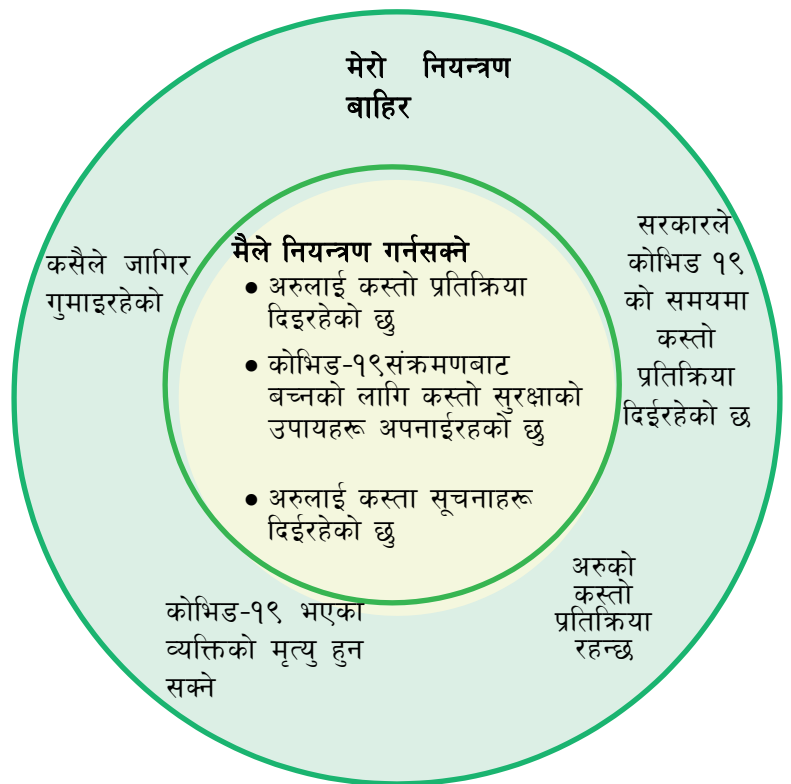 मेरो नियन्त्रण
बाहिर
कसैले जागिर
गुमाइरहेको
मैले नियन्त्रण गर्नसक्ने
• अरुलाई कस्तो प्रतिक्रिया
दिइरहेको छु
• कोभिड-१९संक्रमणबाट
बच्नको लागि कस्तो सुरक्षाको
उपायहरू अपनाईरहको छु
• अरुलाई कस्ता सूचनाहरू
दिईरहेको छु
सरकारले
कोभिड १९
को समयमा
कस्तो
प्रतिक्रिया
दिईरहेको छ
कोभिड-१९ भएका
व्यक्तिको मृत्यु हुन
सक्ने
अरुको
कस्तो
प्रतिक्रिया
रहन्छ